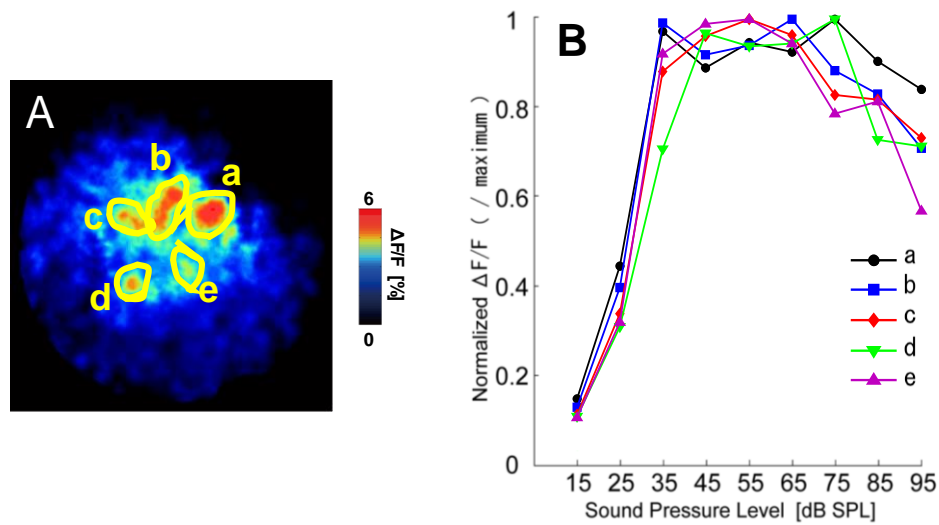 A
b
a
c
d
e
6
ΔF/F [%]
0
B
Normalized ΔF/F ( / maximum )
1
0.8
0.6
0.4
0.2
0
15 25 35 45 55 65 75 85 95
Sound Pressure Level [dB SPL]
a
b
c
d
e